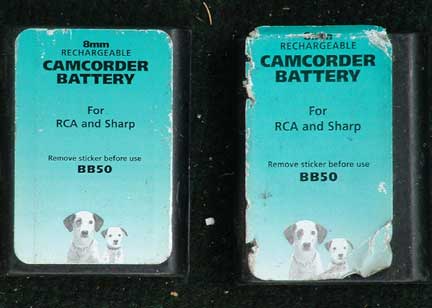 8mm
RECHARGEABLE
CAMCORDER
BATTERY
For
RCA and Sharp
Remove sticker before use
BB50
8mm
RECHARGEABLE
CAMCORDER
BATTERY
For
RCA and Sharp
Remove sticker before use
BB50